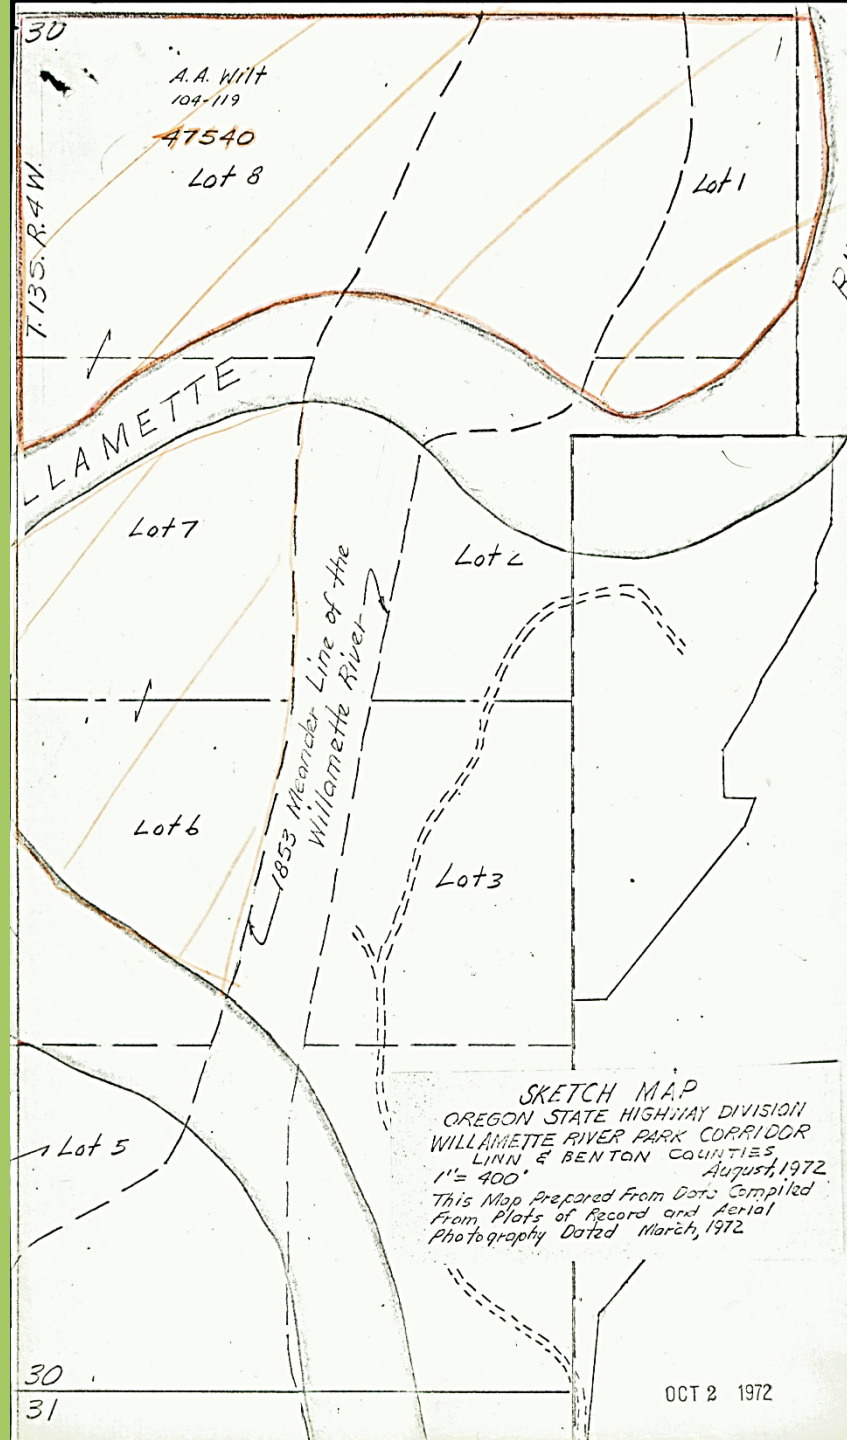 30
A.A. Wilt
104-119
47540
Lot 8
Lot 1
T.13S. R.4W.
LLAMETTE
Lot 7
Lot 2
1853 Meander Line of the
Willamette River
Lot 6
Lot 3
SKETCH MAP
OREGON STATE HIGHWAY DIVISION
WILLAMETTE RIVER PARK CORRIDOR
LINN & BENTON COUNTIES
1"= 400' August, 1972
This Map Prepared From Data Compiled
From Plats of Record and Aerial
Photography Dated March, 1972
Lot 5
30
31
OCT 2 1972